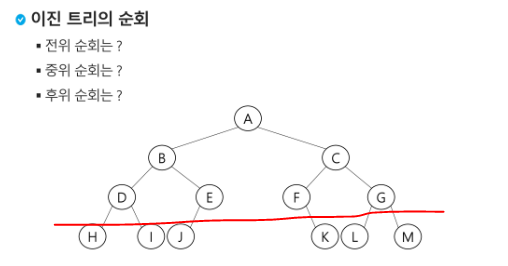 이진 트리의 순회
▪ 전위 순회는 ?
▪ 중위 순회는 ?
▪ 후위 순회는 ?
A
B C
D E F G
H I J K L M